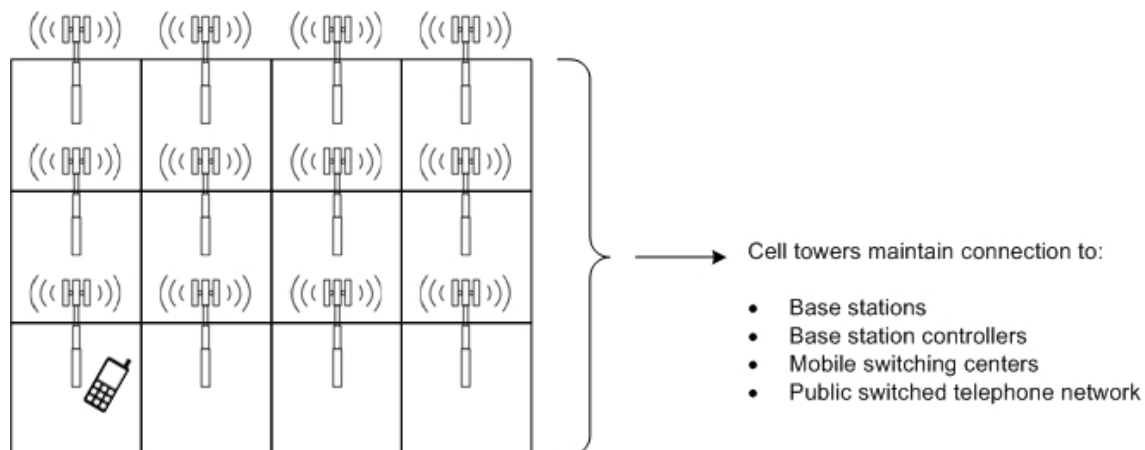 Cell towers maintain connection to:
• Base stations
• Base station controllers
• Mobile switching centers
• Public switched telephone network